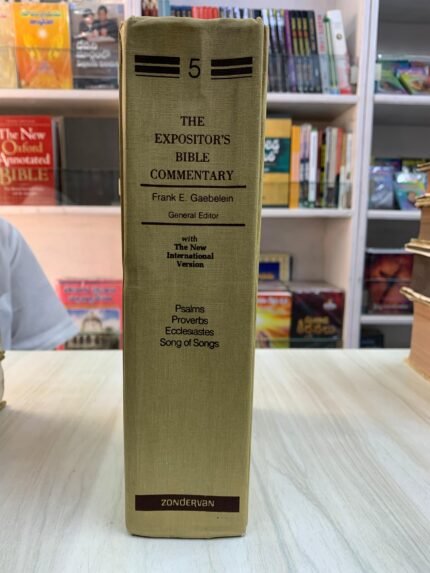 5
THE
EXPOSITOR'S
BIBLE
COMMENTARY
Frank E. Gaebelein
General Editor
with
The New
International
Version
Psalms
Proverbs
Ecclesiastes
Song of Songs
ZONDERVAN
The New
Oxford
Annotated
BIBLE